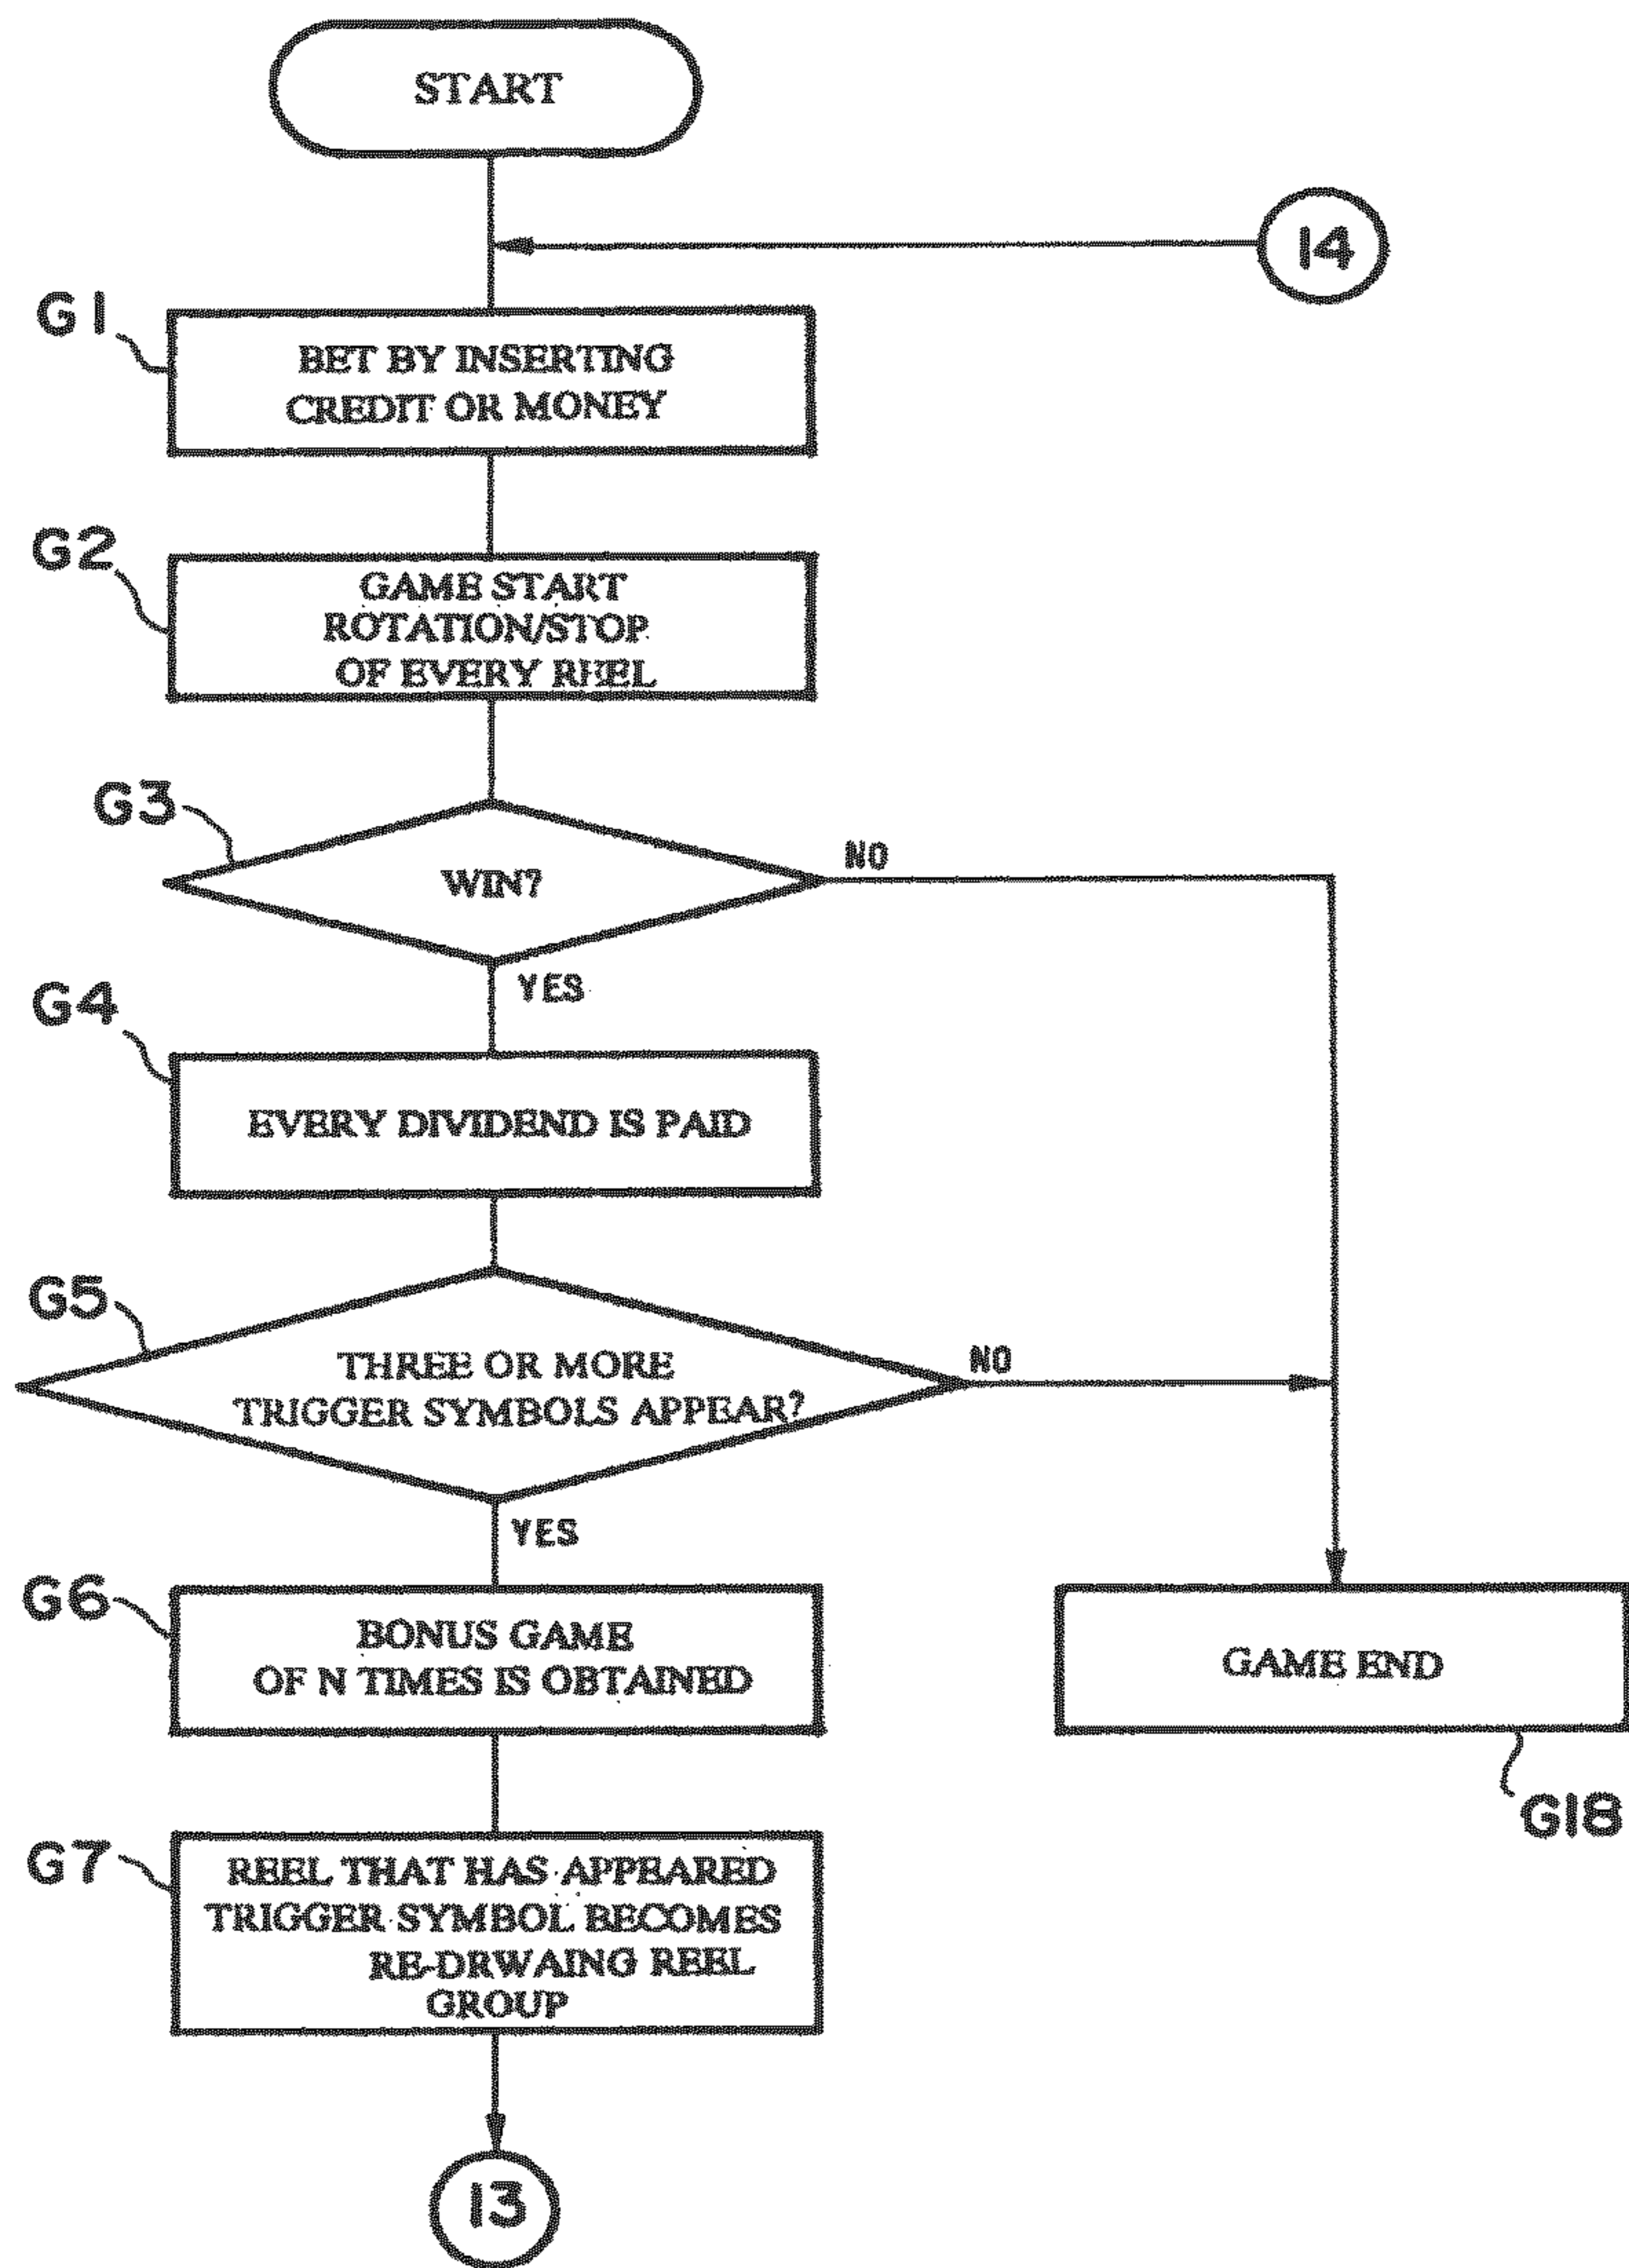 START
14
G1
BET BY INSERTING
CREDIT OR MONEY
G2
GAME START
ROTATION/STOP
OF EVERY REEL
G3
WIN?
NO
YES
G4
EVERY DIVIDEND IS PAID
G5
THREE OR MORE
TRIGGER SYMBOLS APPEAR?
NO
YES
G6
BONUS GAME
OF N TIMES IS OBTAINED
GAME END
G18
G7
REEL THAT HAS APPEARED
TRIGGER SYMBOL BECOMES
RE-DRWAING REEL
GROUP
13